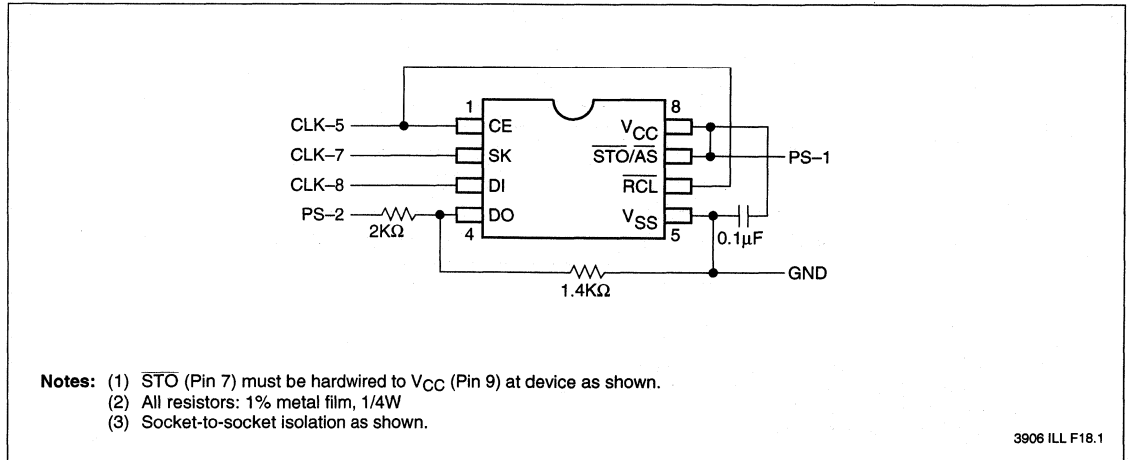 1 8
CLK–5 CE VCC
STO/AS PS–1
CLK–7 SK
CLK–8 DI RCL
PS–2 DO VSS
2KΩ 4 5 0.1µF
GND
1.4KΩ
Notes: (1) STO (Pin 7) must be hardwired to VCC (Pin 9) at device as shown.
(2) All resistors: 1% metal film, 1/4W
(3) Socket-to-socket isolation as shown.
3906 ILL F18.1